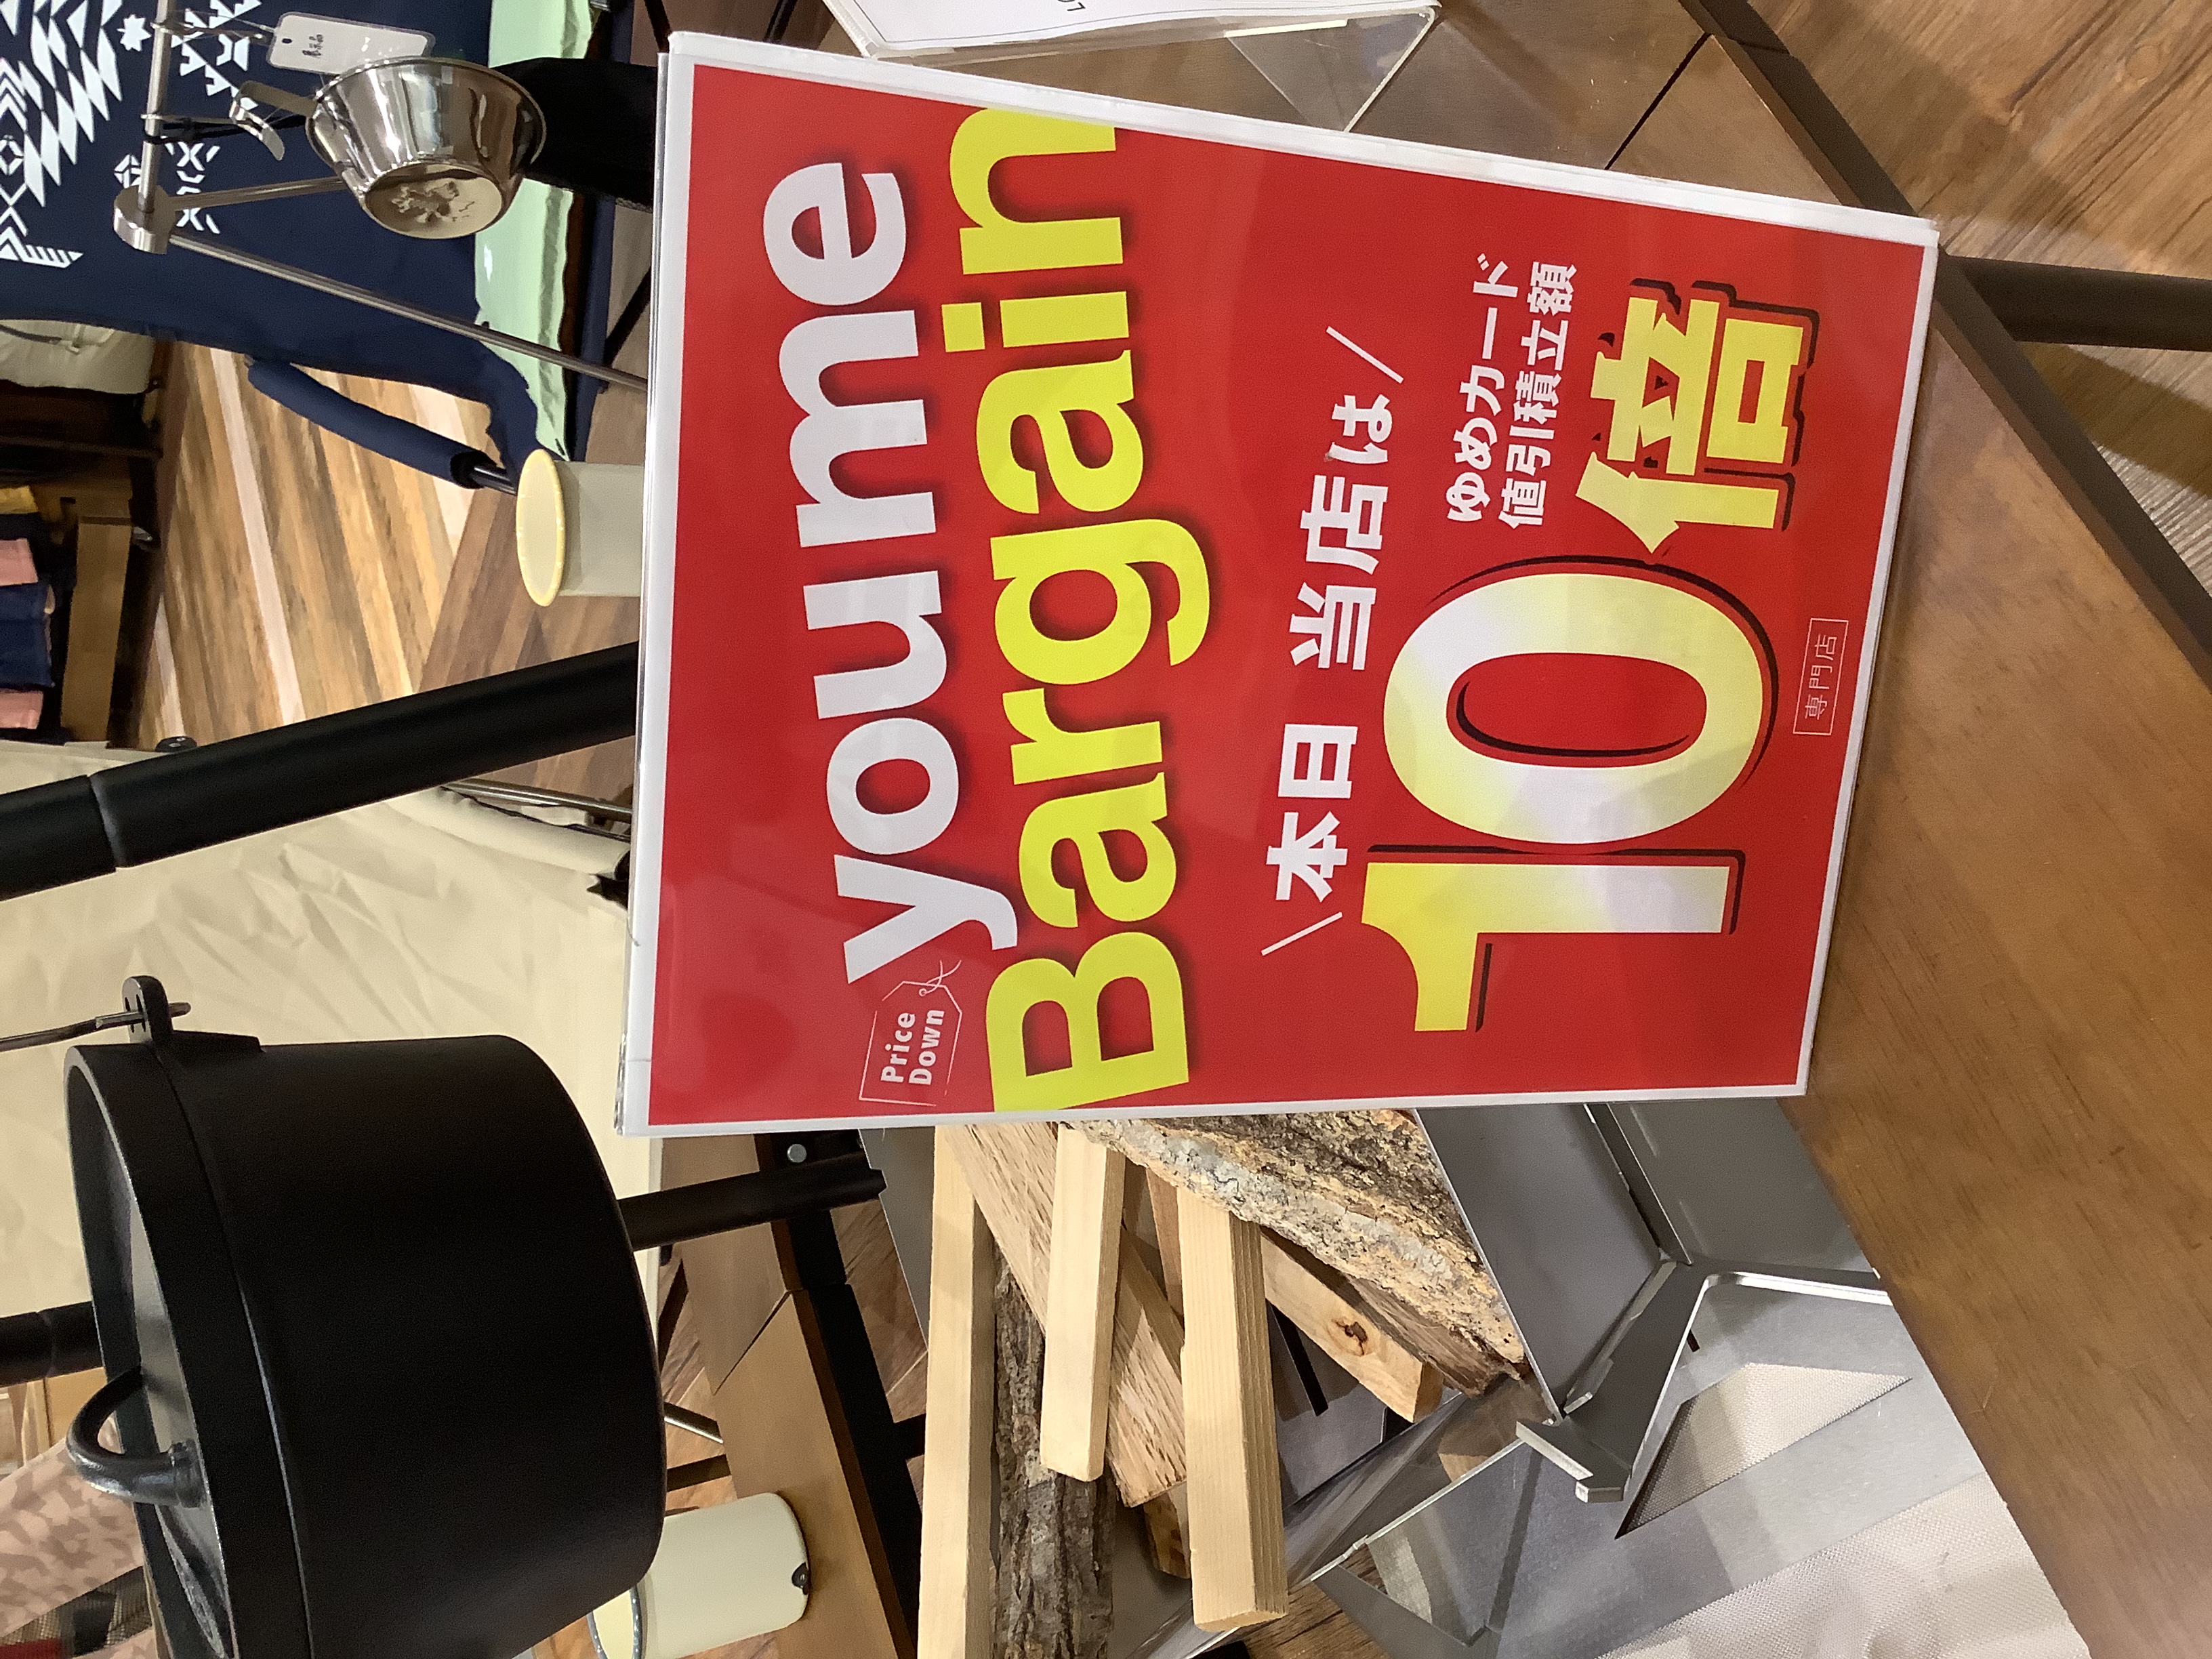 Price
Down
youme
Bargain
本日 当店は
ゆめカード
値引積立額
10倍
専門店